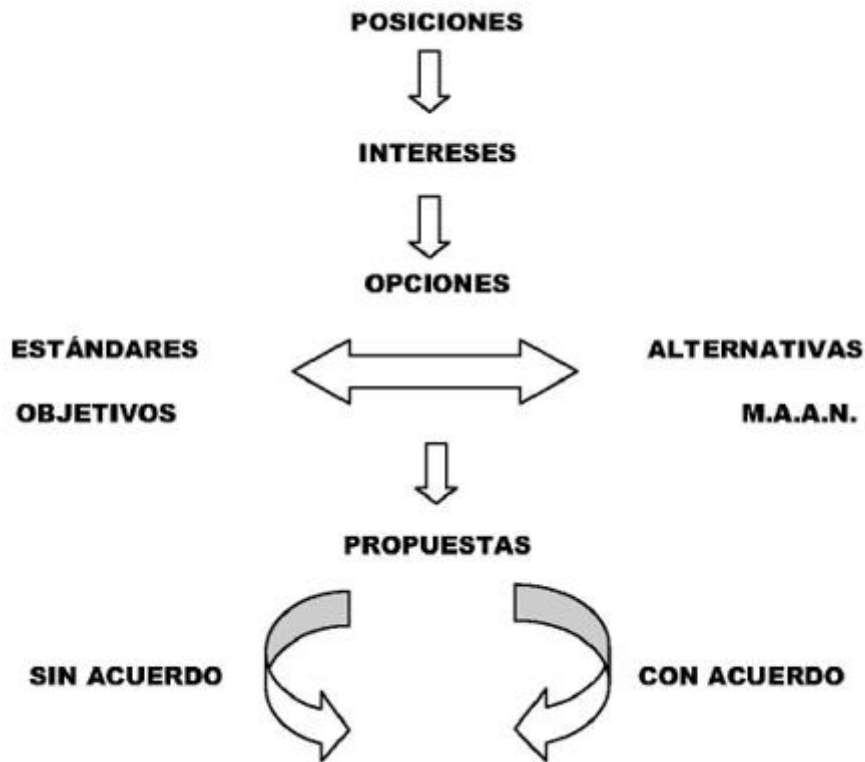 POSICIONES
INTERESES
OPCIONES
ESTÁNDARES
ALTERNATIVAS
OBJETIVOS
M.A.A.N.
PROPUESTAS
SIN ACUERDO
CON ACUERDO